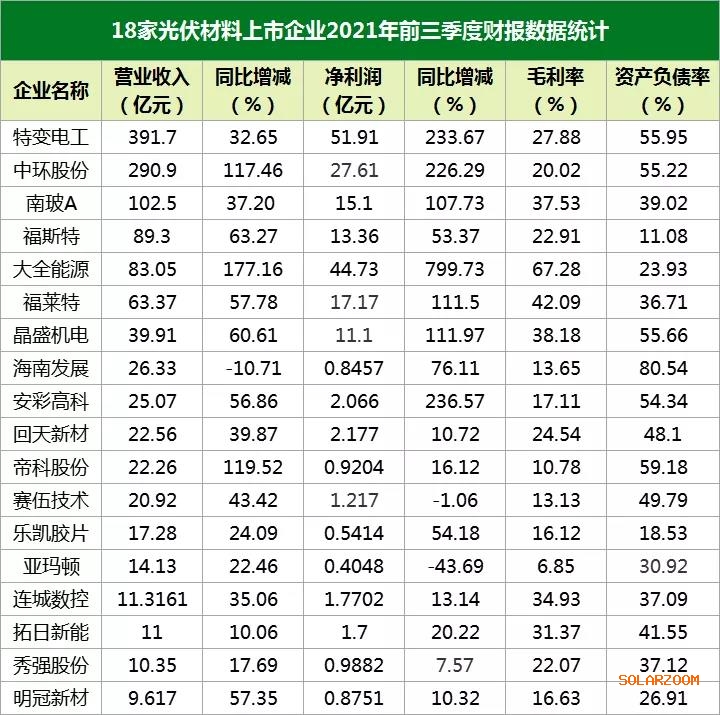 18家光伏材料上市企业2021年前三季度财报数据统计
企业名称 营业收入（亿元） 同比增减（%） 净利润（亿元） 同比增减（%） 毛利率（%） 资产负债率（%）
特变电工 391.7 32.65 51.91 233.67 27.88 55.95
中环股份 290.9 117.46 27.61 226.29 20.02 55.22
南玻A 102.5 37.20 15.1 107.73 37.53 39.02
福斯特 89.3 63.27 13.36 53.37 22.91 11.08
大全能源 83.05 177.16 44.73 799.73 67.28 23.93
福莱特 63.37 57.78 17.17 111.5 42.09 36.71
晶盛机电 39.91 60.61 11.1 111.97 38.18 55.66
海南发展 26.33 -10.71 0.8457 76.11 13.65 80.54
安彩高科 25.07 56.86 2.066 236.57 17.11 54.34
回天新材 22.56 39.87 2.177 10.72 24.54 48.1
帝科股份 22.26 119.52 0.9204 16.12 10.78 59.18
赛伍技术 20.92 43.42 1.217 -1.06 13.13 49.79
乐凯胶片 17.28 24.09 0.5414 54.18 16.12 18.53
亚玛顿 14.13 22.46 0.4048 -43.69 6.85 30.92
连城数控 11.3161 35.06 1.7702 13.14 34.93 37.09
拓日新能 11 10.06 1.7 20.22 31.37 41.55
秀强股份 10.35 17.69 0.9882 7.57 22.07 37.12
SOLARZOOM
明冠新材 9.617 57.35 0.8751 10.32 16.63 26.91